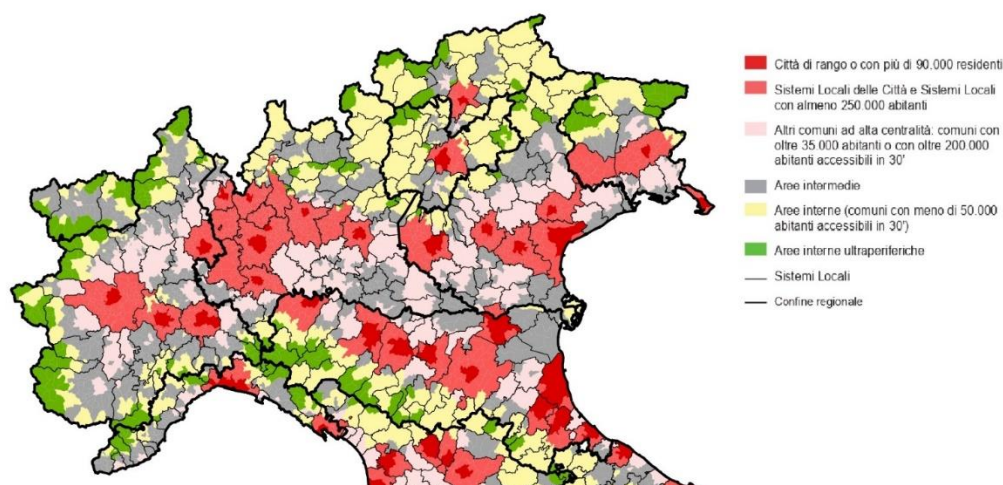 Città di rango o con più di 90.000 residenti
Sistemi Locali delle Città e Sistemi Locali
con almeno 250.000 abitanti
Altri comuni ad alta centralità: comuni con
oltre 35.000 abitanti o con oltre 200.000
abitanti accessibili in 30'
Aree intermedie
Aree interne (comuni con meno di 50.000
abitanti accessibili in 30')
Aree interne ultraperiferiche
Sistemi Locali
Confine regionale